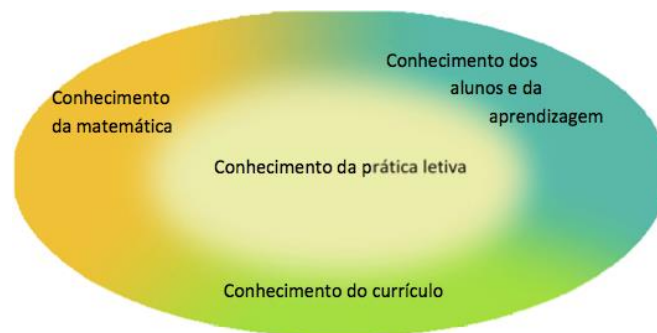 Conhecimento
da matemática
Conhecimento dos
alunos e da
aprendizagem
Conhecimento da prática letiva
Conhecimento do currículo